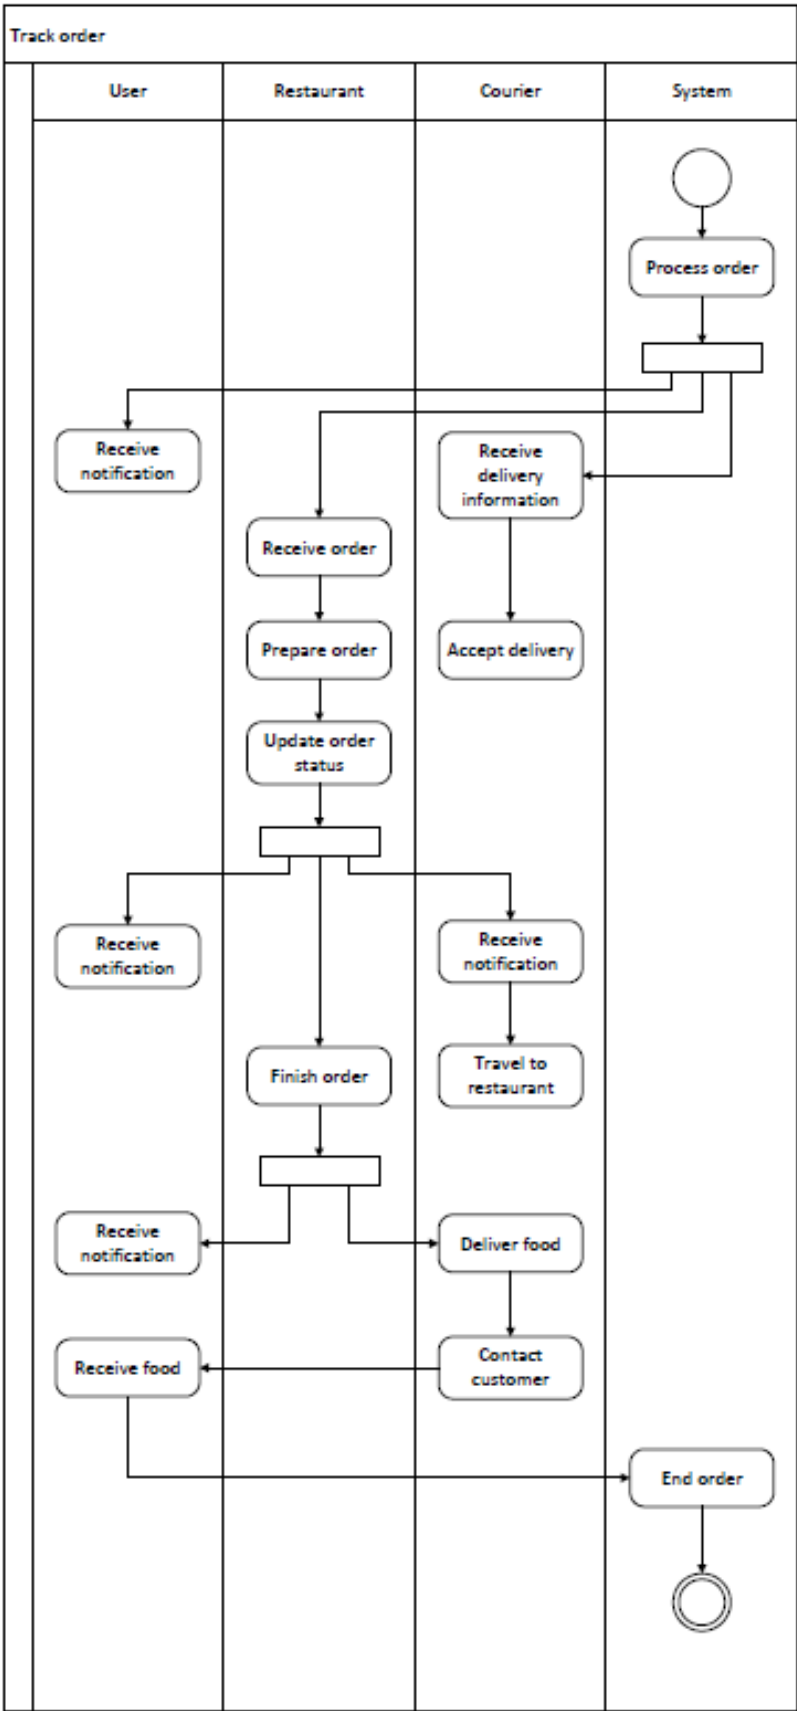 Track order
User
Restaurant
Courier
System
Process order
Receive
notification
Receive
delivery
information
Receive order
Prepare order
Accept delivery
Update order
status
Receive
notification
Receive
notification
Finish order
Travel to
restaurant
Receive
notification
Deliver food
Receive food
Contact
customer
End order